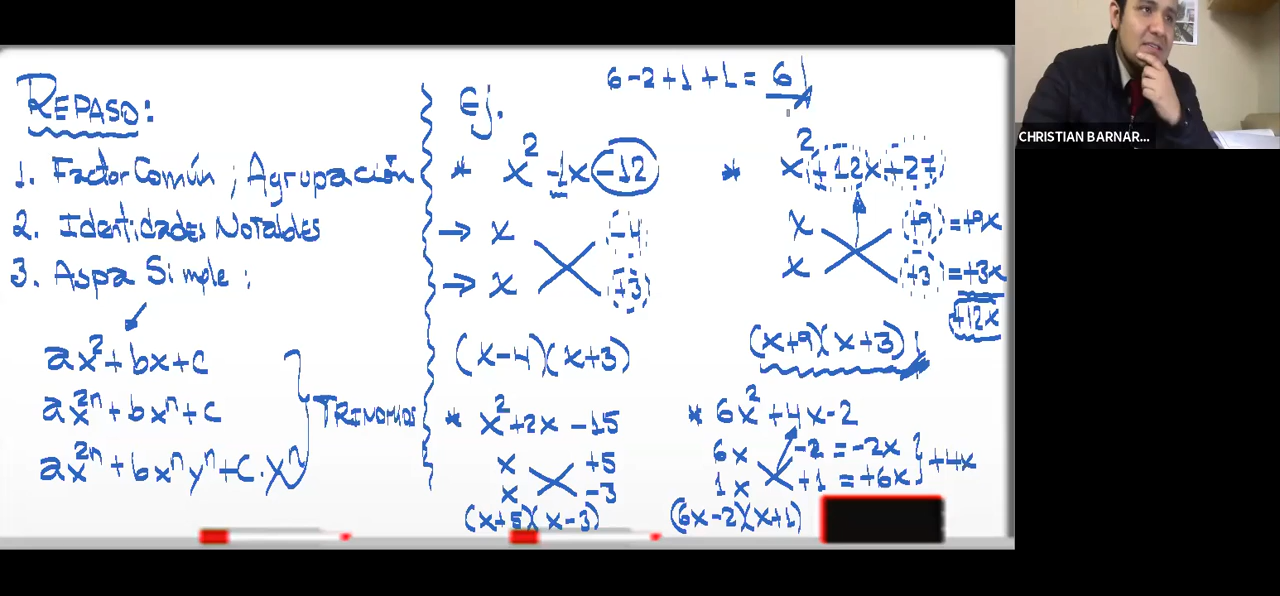 REPASO:
1. Factor Común ; Agrupación
2. Identidades Notables
3. Aspa Simple :
ax² + bx + c
ax²ⁿ + bxⁿ + c
ax²ⁿ + bxⁿyⁿ + c·xⁿ
TRINOMIOS
Ej.
6 - 2 + 1 + 1 = 6
* x² - 1x - 12
→ x -4
→ x +3
(x-4)(x+3)
* x² + 2x - 15
x +5
x -3
(x+5)(x-3)
* x² + 12x + 27
x +9 = +9x
x +3 = +3x
+12x
(x+9)(x+3)
* 6x² + 4x - 2
6x -2 = -2x
1x +1 = +6x
+4x
(6x-2)(x+1)
CHRISTIAN BARNAR...